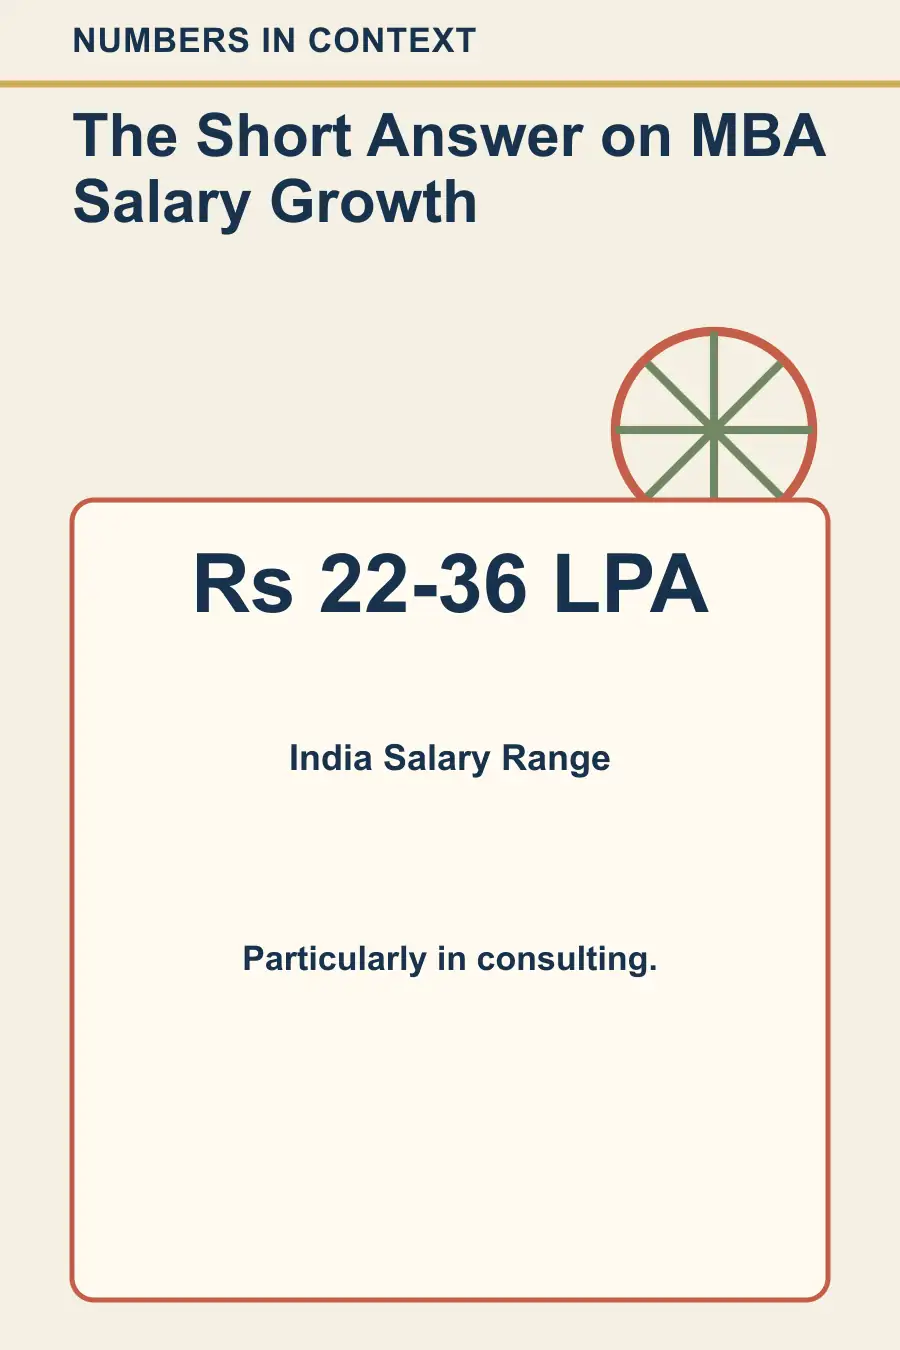 NUMBERS IN CONTEXT
The Short Answer on MBA
Salary Growth
Rs 22-36 LPA
India Salary Range
Particularly in consulting.